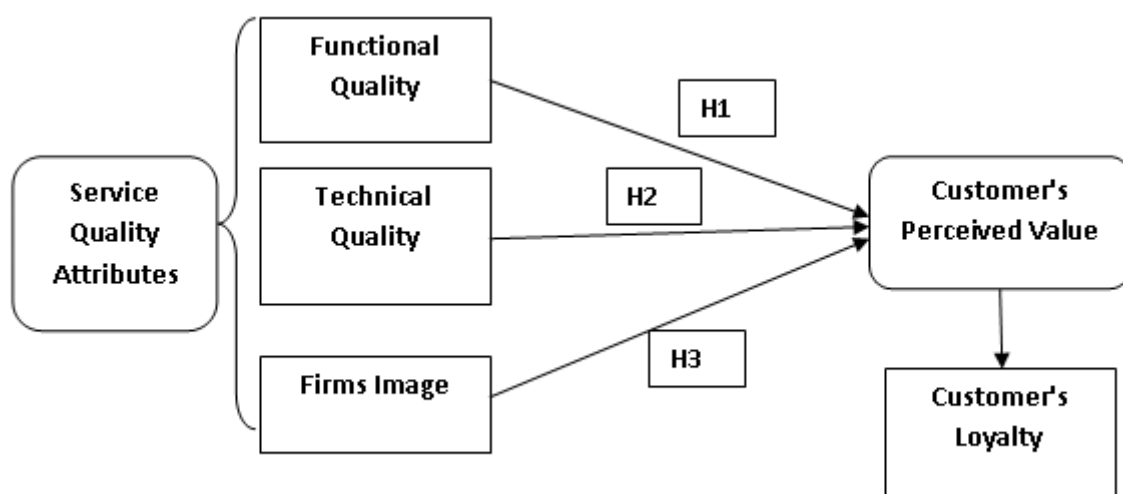 Functional
Quality
H1
Service
Quality
Attributes
Technical
Quality
H2
Customer's
Perceived Value
Firms Image
H3
Customer's
Loyalty